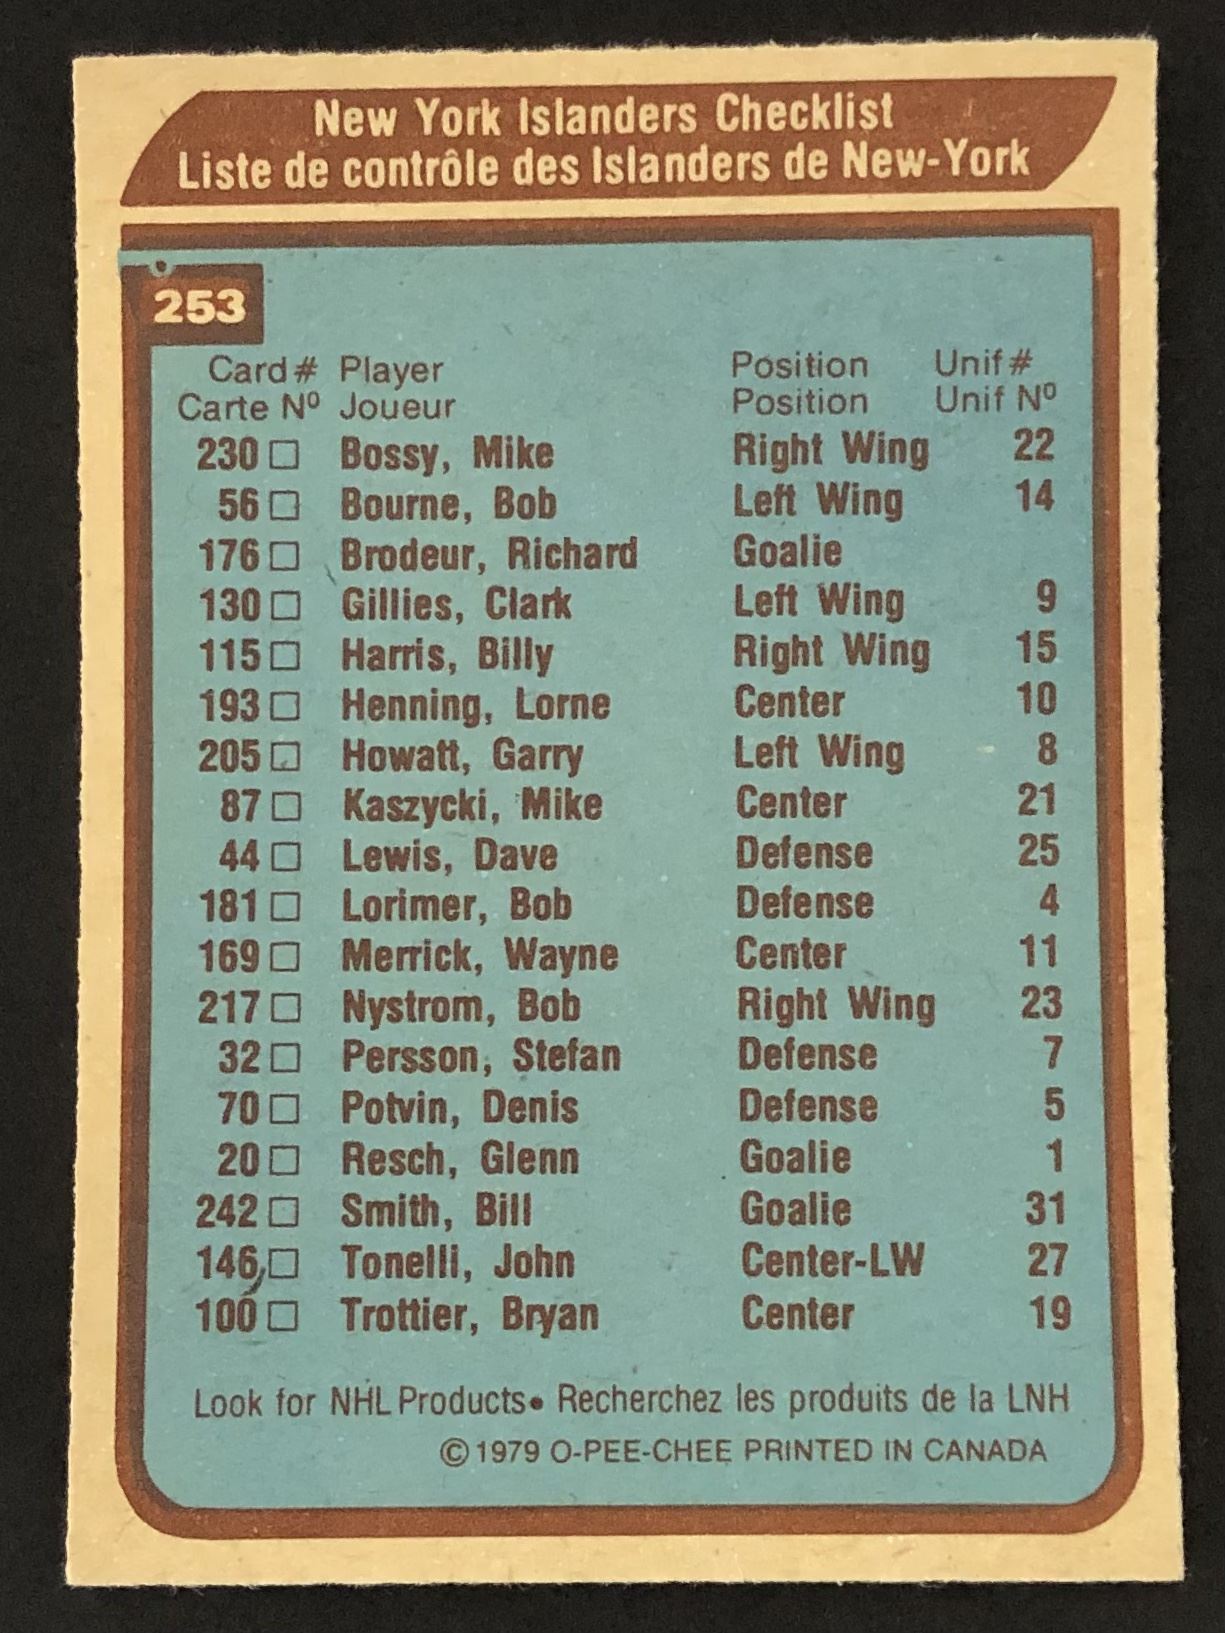 New York Islanders Checklist
Liste de contrôle des Islanders de New-York
253
Card # Player Position Unif #
Carte Nº Joueur Position Unif Nº
230 □ Bossy, Mike Right Wing 22
56 □ Bourne, Bob Left Wing 14
176 □ Brodeur, Richard Goalie
130 □ Gillies, Clark Left Wing 9
115 □ Harris, Billy Right Wing 15
193 □ Henning, Lorne Center 10
205 □ Howatt, Garry Left Wing 8
87 □ Kaszycki, Mike Center 21
44 □ Lewis, Dave Defense 25
181 □ Lorimer, Bob Defense 4
169 □ Merrick, Wayne Center 11
217 □ Nystrom, Bob Right Wing 23
32 □ Persson, Stefan Defense 7
70 □ Potvin, Denis Defense 5
20 □ Resch, Glenn Goalie 1
242 □ Smith, Bill Goalie 31
146 □ Tonelli, John Center-LW 27
100 □ Trottier, Bryan Center 19
Look for NHL Products• Recherchez les produits de la LNH
© 1979 O-PEE-CHEE PRINTED IN CANADA